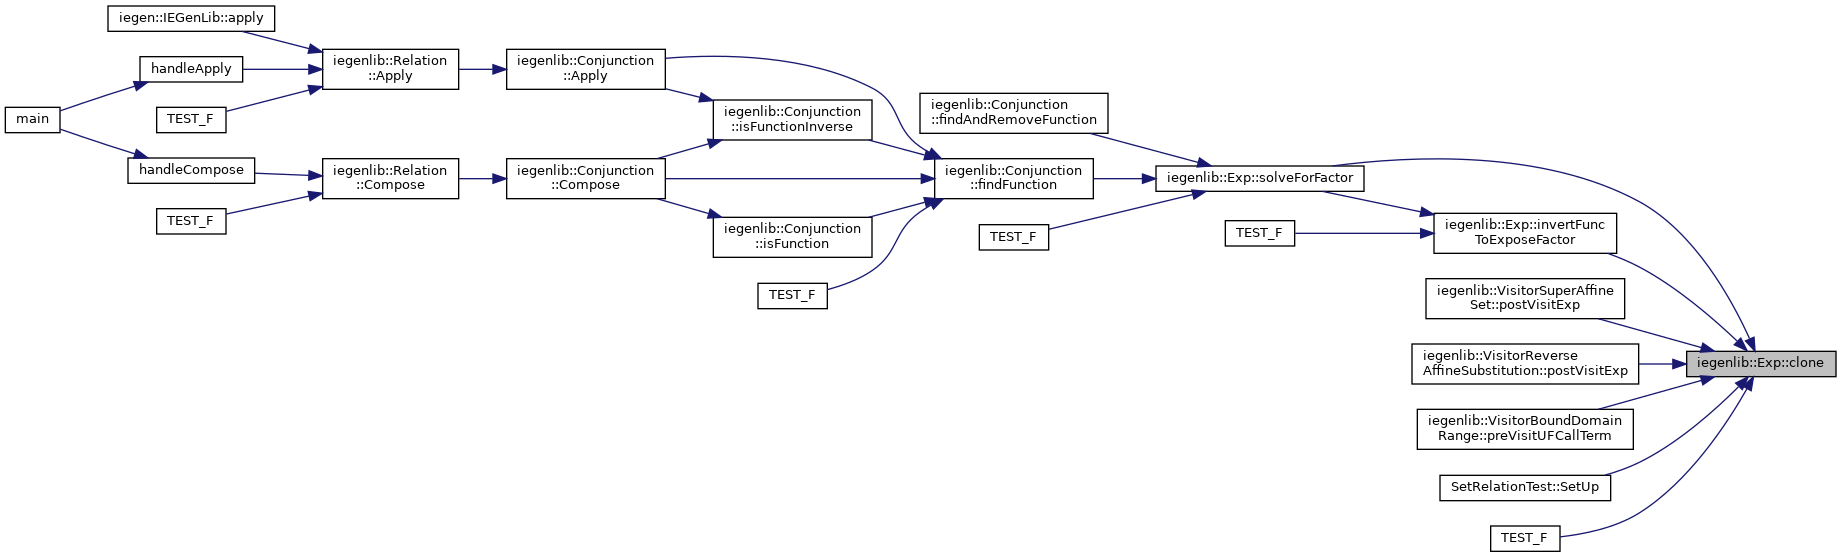 iegen::IEGenLib::apply
handleApply
main
TEST_F
handleCompose
TEST_F
iegenlib::Relation
::Apply
iegenlib::Relation
::Compose
iegenlib::Conjunction
::Apply
iegenlib::Conjunction
::Compose
iegenlib::Conjunction
::isFunctionInverse
iegenlib::Conjunction
::isFunction
TEST_F
iegenlib::Conjunction
::findAndRemoveFunction
iegenlib::Conjunction
::findFunction
TEST_F
iegenlib::Exp::solveForFactor
TEST_F
iegenlib::Exp::invertFunc
ToExposeFactor
iegenlib::VisitorSuperAffine
Set::postVisitExp
iegenlib::VisitorReverse
AffineSubstitution::postVisitExp
iegenlib::VisitorBoundDomain
Range::preVisitUFCallTerm
SetRelationTest::SetUp
TEST_F
iegenlib::Exp::clone